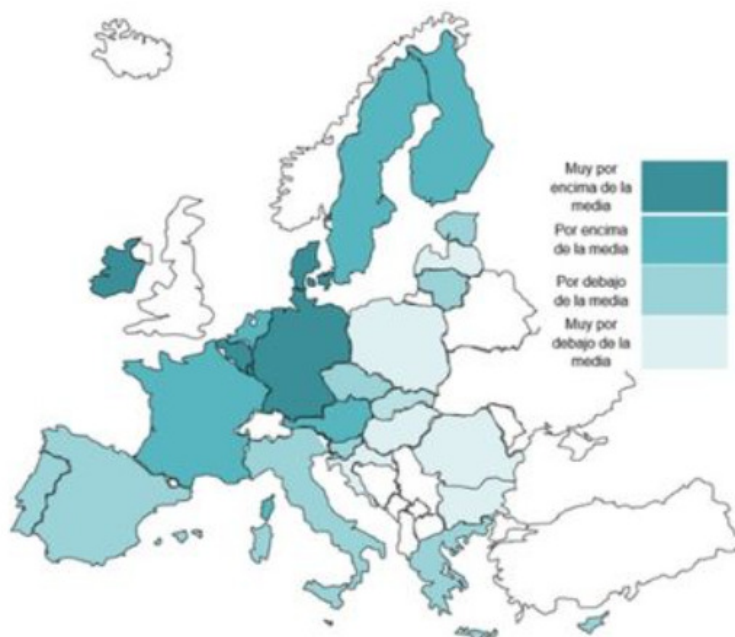 Muy por
encima de la
media
Por encima
de la media
Por debajo
de la media
Muy por
debajo de la
media